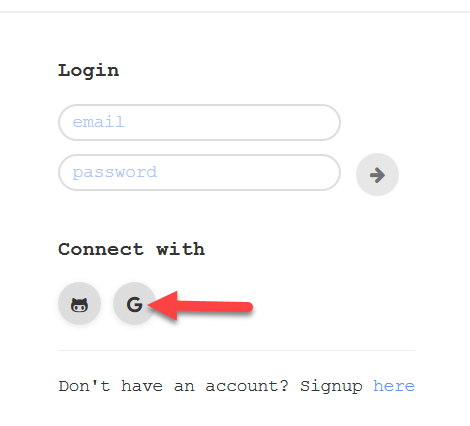 Login
email
password
Connect with
G
Don't have an account? Signup here